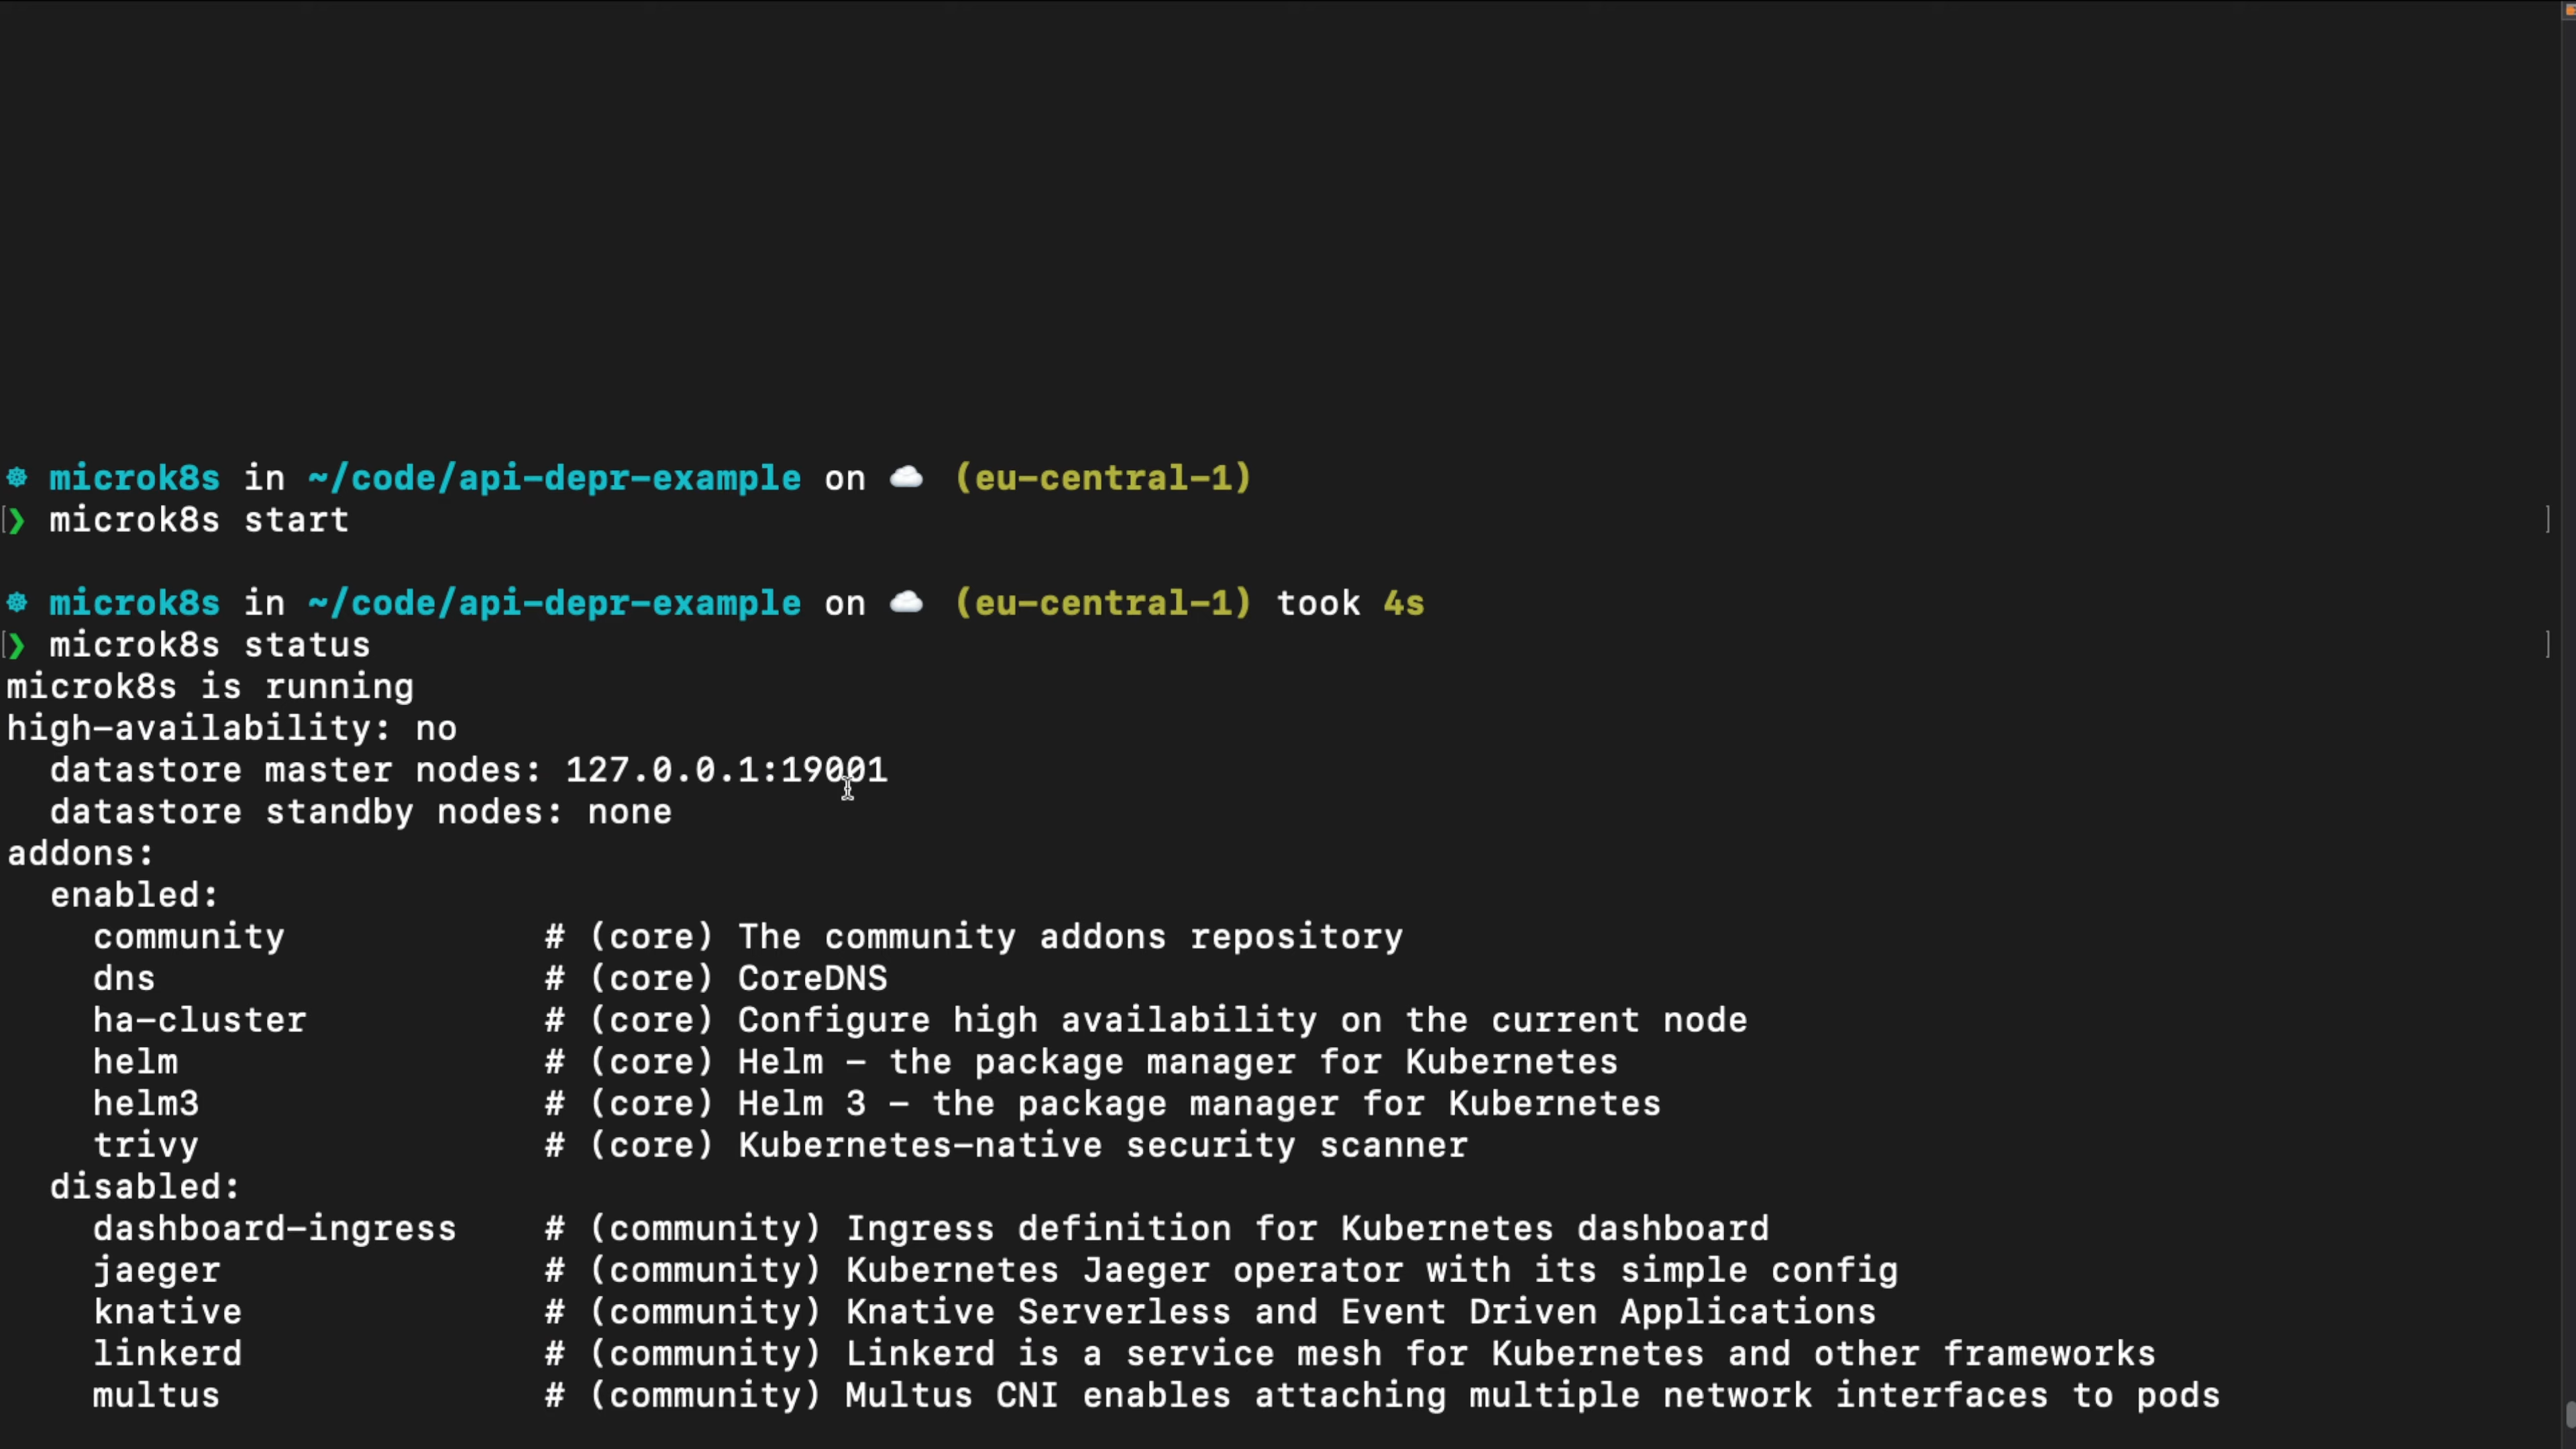 ☸ microk8s in ~/code/api-depr-example on ☁️ (eu-central-1)
❯ microk8s start
☸ microk8s in ~/code/api-depr-example on ☁️ (eu-central-1) took 4s
❯ microk8s status
microk8s is running
high-availability: no
  datastore master nodes: 127.0.0.1:19001
  datastore standby nodes: none
addons:
  enabled:
    community            # (core) The community addons repository
    dns                  # (core) CoreDNS
    ha-cluster           # (core) Configure high availability on the current node
    helm                 # (core) Helm - the package manager for Kubernetes
    helm3                # (core) Helm 3 - the package manager for Kubernetes
    trivy                # (core) Kubernetes-native security scanner
  disabled:
    dashboard-ingress    # (community) Ingress definition for Kubernetes dashboard
    jaeger               # (community) Kubernetes Jaeger operator with its simple config
    knative              # (community) Knative Serverless and Event Driven Applications
    linkerd              # (community) Linkerd is a service mesh for Kubernetes and other frameworks
    multus               # (community) Multus CNI enables attaching multiple network interfaces to pods